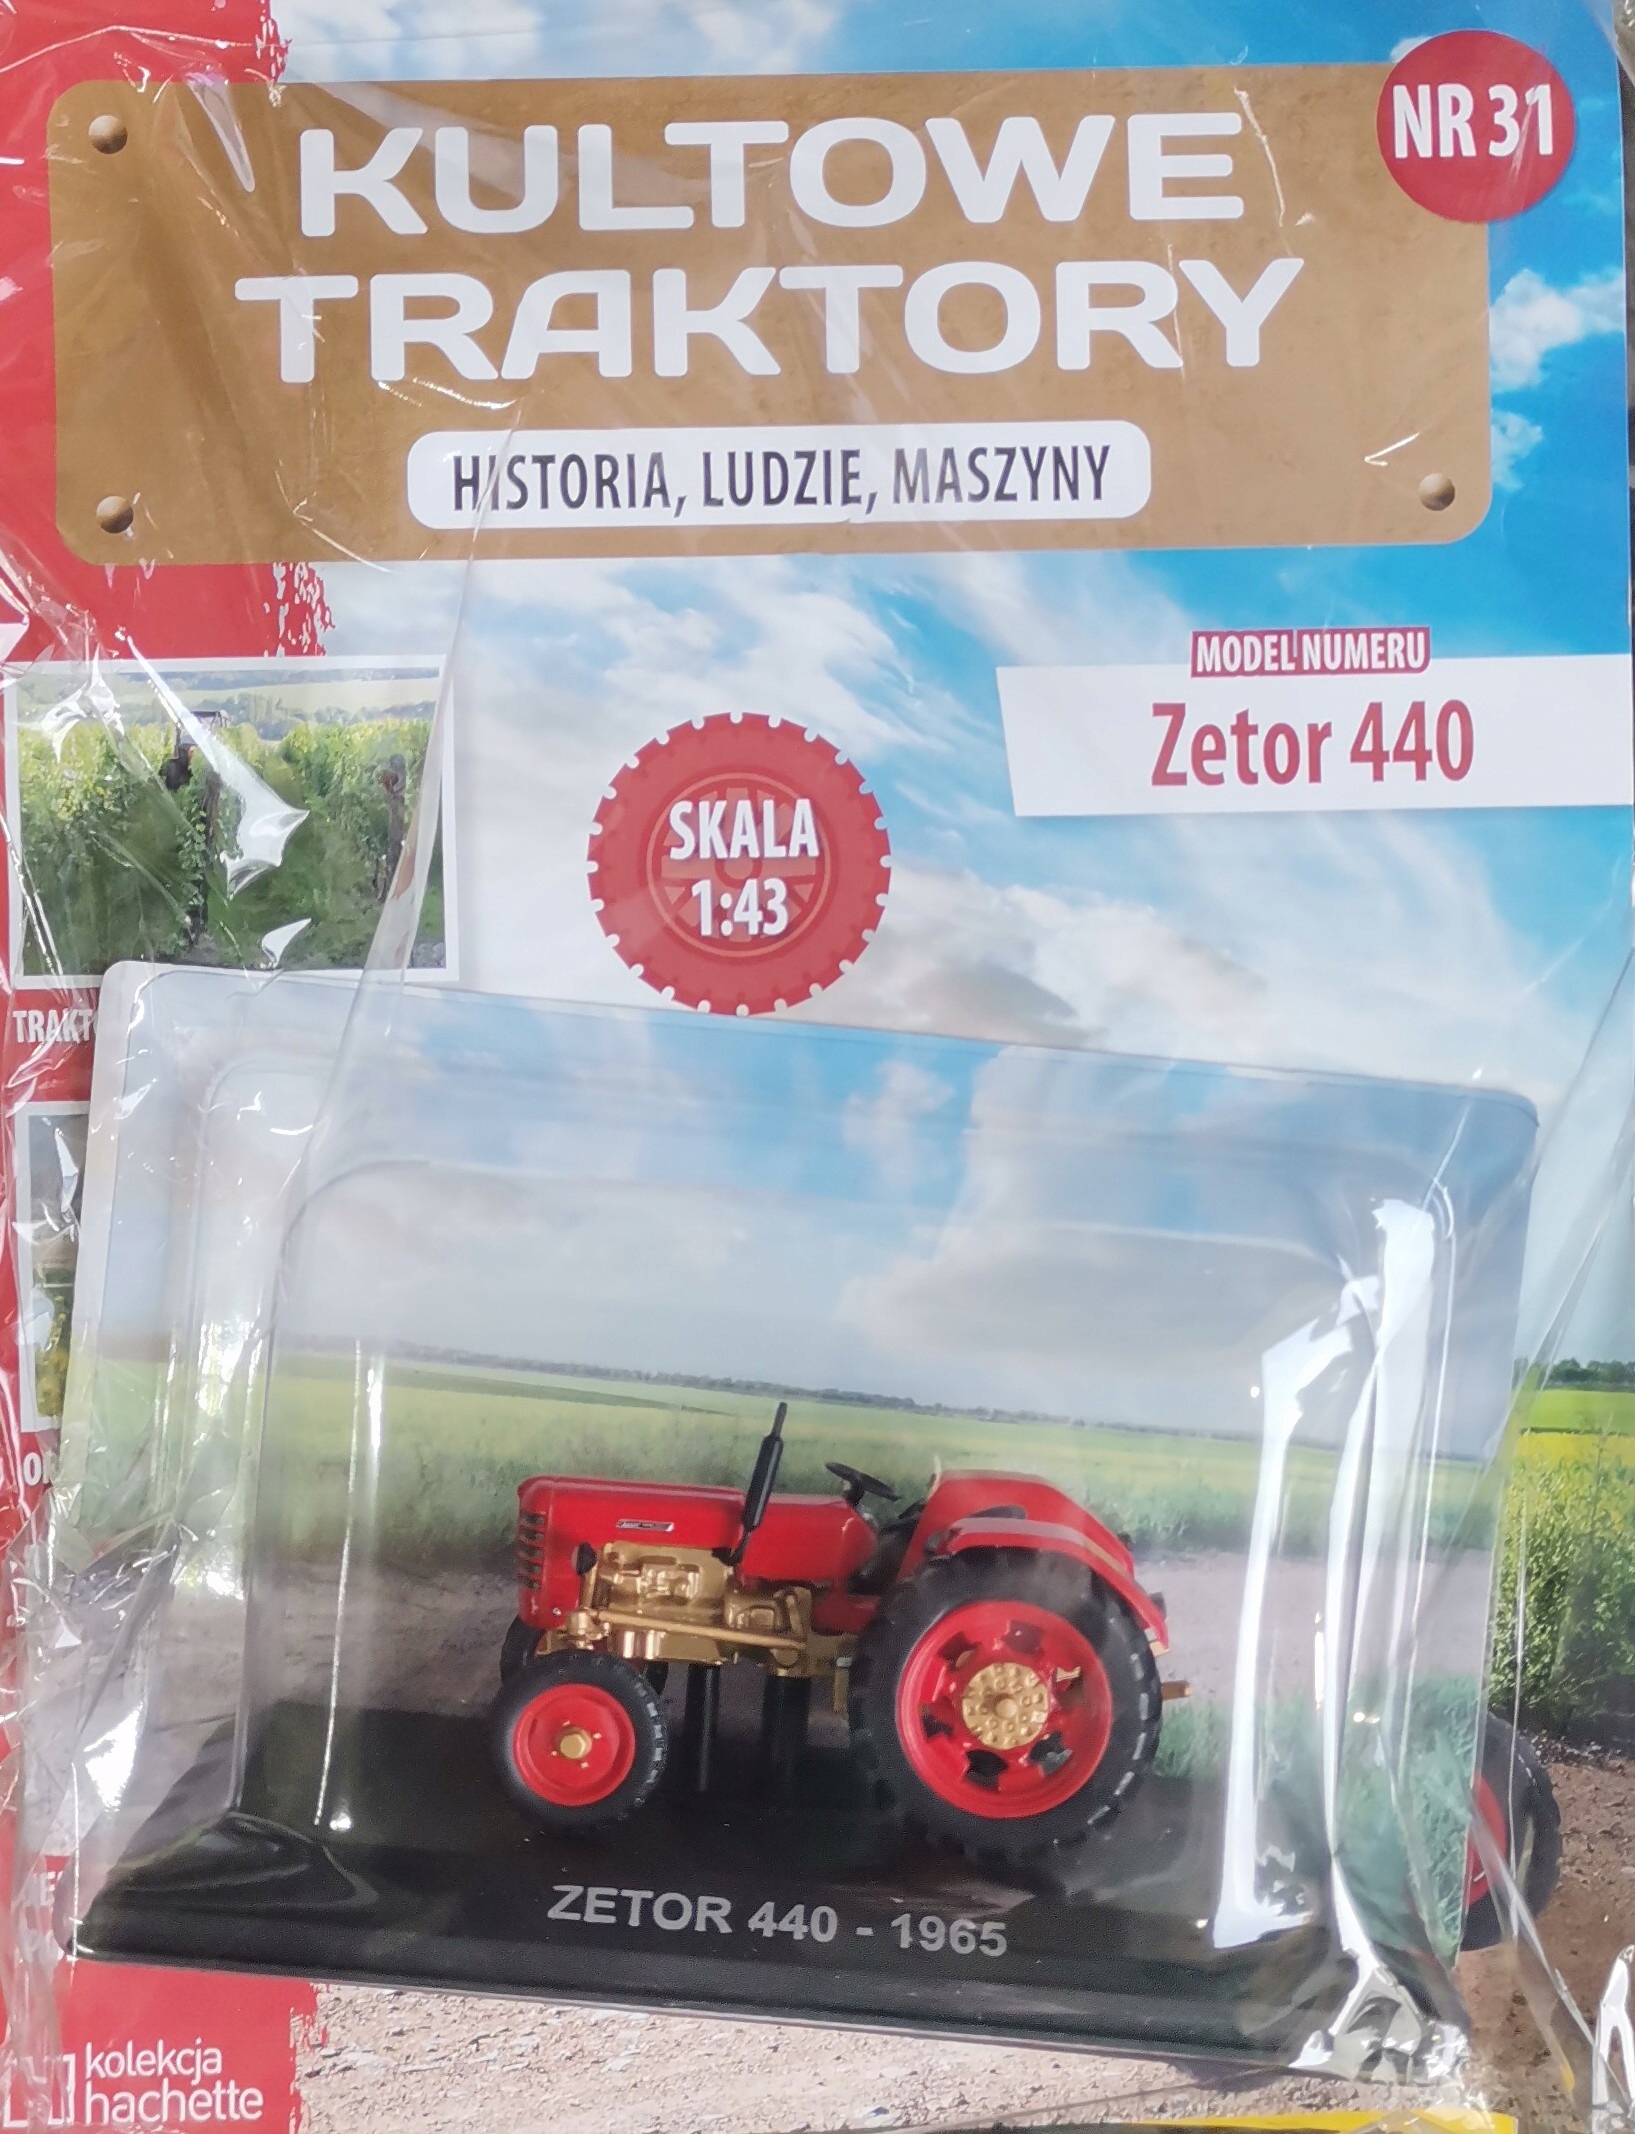 NR 31
KULTOWE
TRAKTORY
HISTORIA, LUDZIE, MASZYNY
MODEL NUMERU
Zetor 440
SKALA
1:43
ZETOR 440 - 1965
kolekcja
hachette